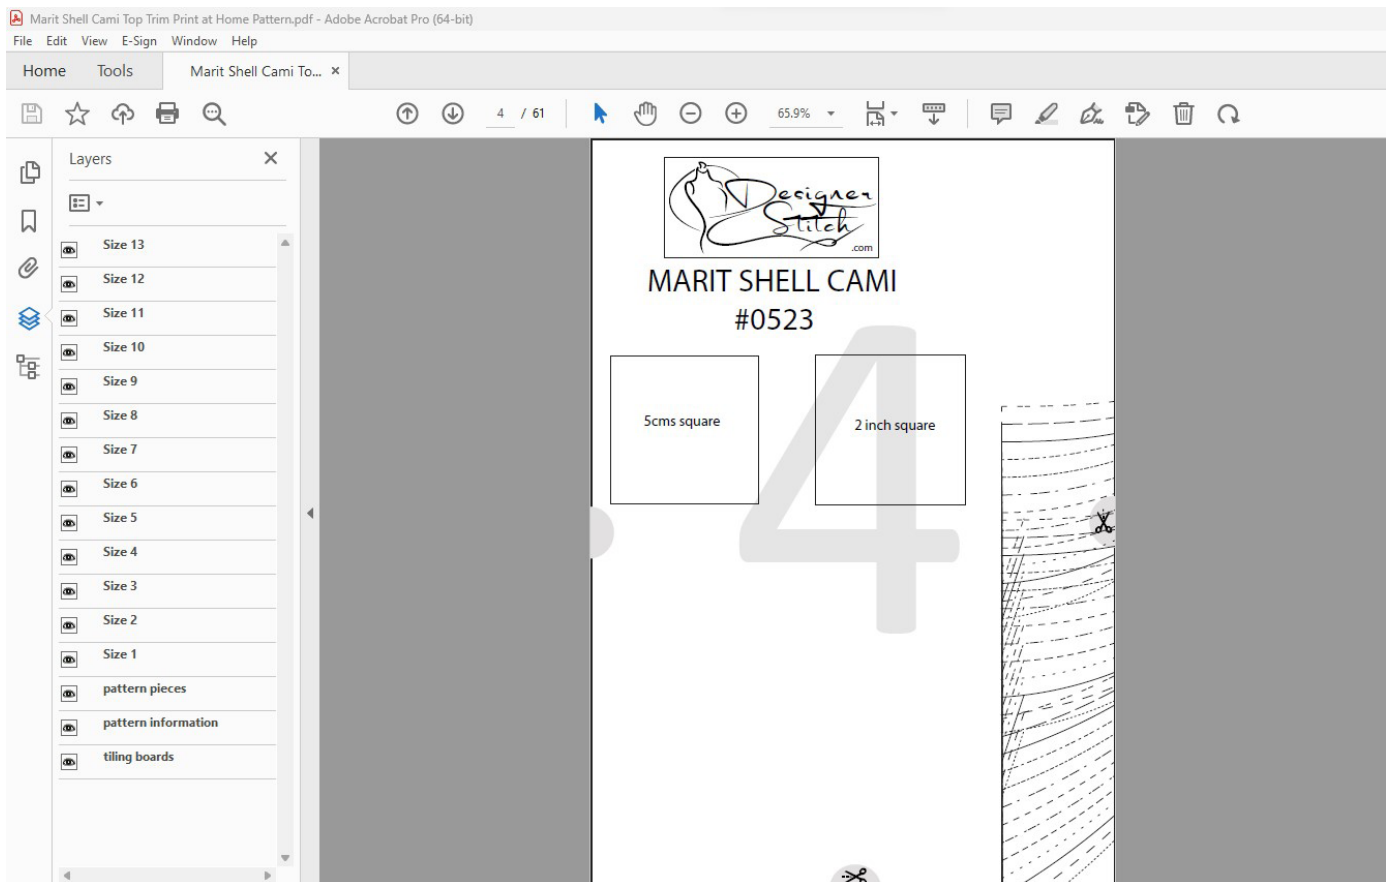 Marit Shell Cami Top Trim Print at Home Pattern.pdf - Adobe Acrobat Pro (64-bit)
File Edit View E-Sign Window Help
Home Tools Marit Shell Cami To... ×
4 / 61 65.9%
Layers
Size 13
Size 12
Size 11
Size 10
Size 9
Size 8
Size 7
Size 6
Size 5
Size 4
Size 3
Size 2
Size 1
pattern pieces
pattern information
tiling boards
Designer
Stitch
.com
MARIT SHELL CAMI
#0523
4
5cms square
2 inch square